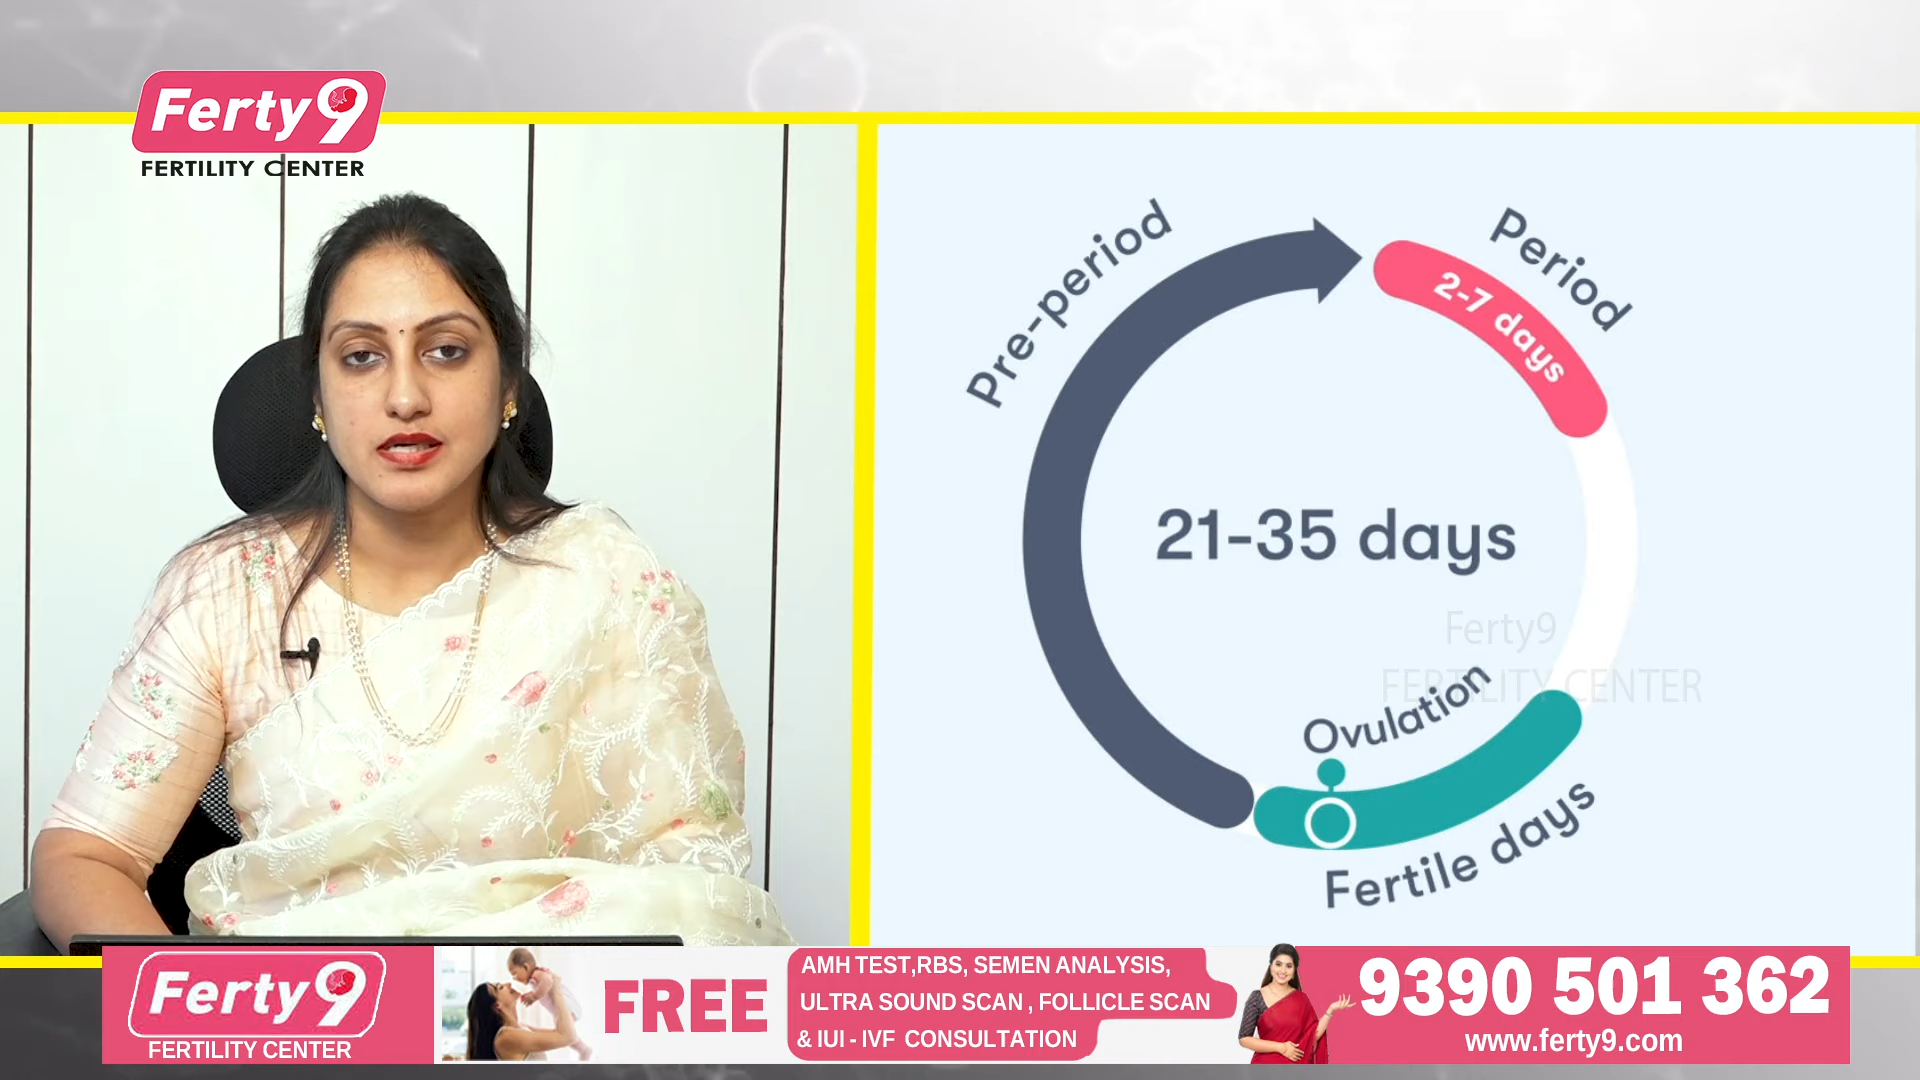 Ferty9
FERTILITY CENTER
Pre-period
Period
2-7 days
21-35 days
Ferty9
FERTILITY CENTER
Ovulation
Fertile days
Ferty9
FERTILITY CENTER
FREE
AMH TEST,RBS, SEMEN ANALYSIS,
ULTRA SOUND SCAN , FOLLICLE SCAN
& IUI - IVF CONSULTATION
9390 501 362
www.ferty9.com